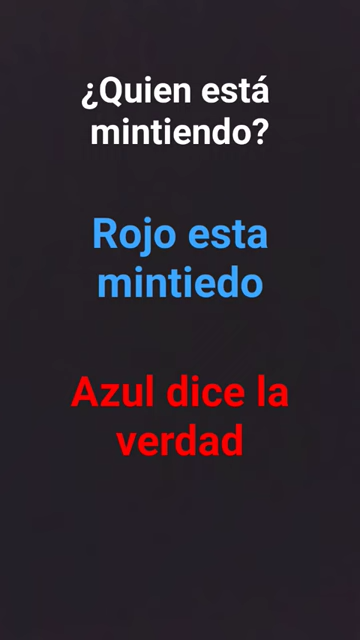 ¿Quien está
mintiendo?
Rojo esta
mintiedo
Azul dice la
verdad